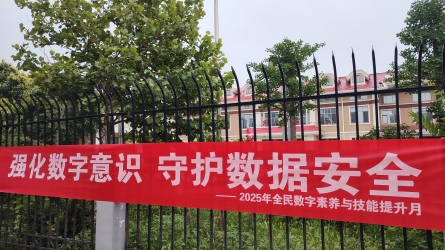 强化数字意识 守护数据安全
—— 2025年全民数字素养与技能提升月